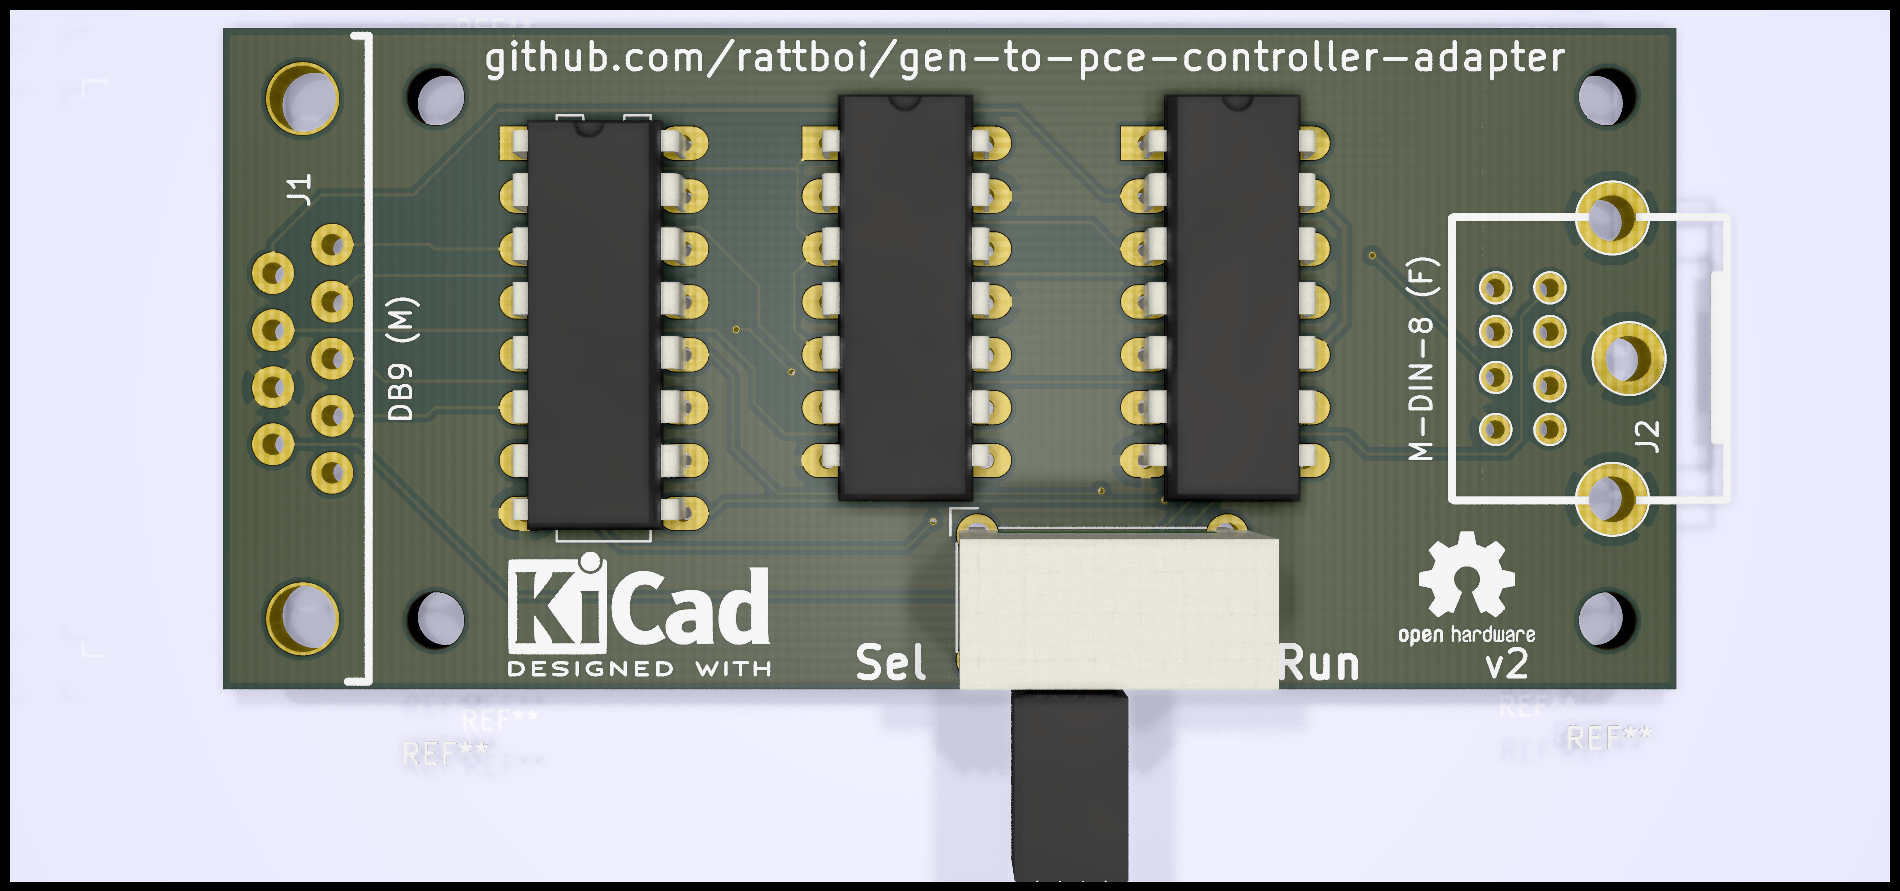 github.com/rattboi/gen-to-pce-controller-adapter
J1
DB9 (M)
M-DIN-8 (F)
J2
KiCad
DESIGNED WITH
Sel
Run
open hardware
v2
REF**
REF**
REF**
REF**